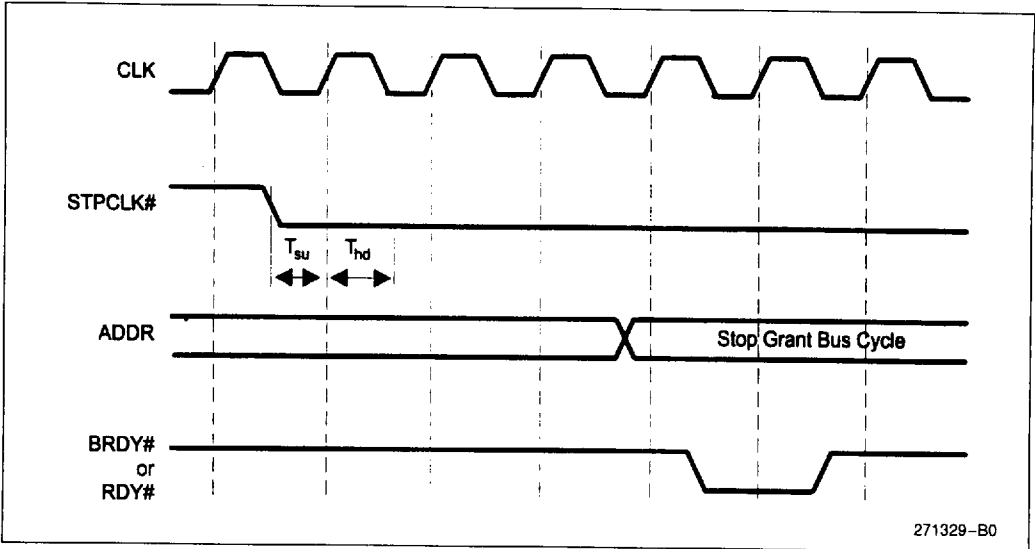 CLK
STPCLK#
Tsu
Thd
ADDR
Stop Grant Bus Cycle
BRDY#
or
RDY#
271329–B0